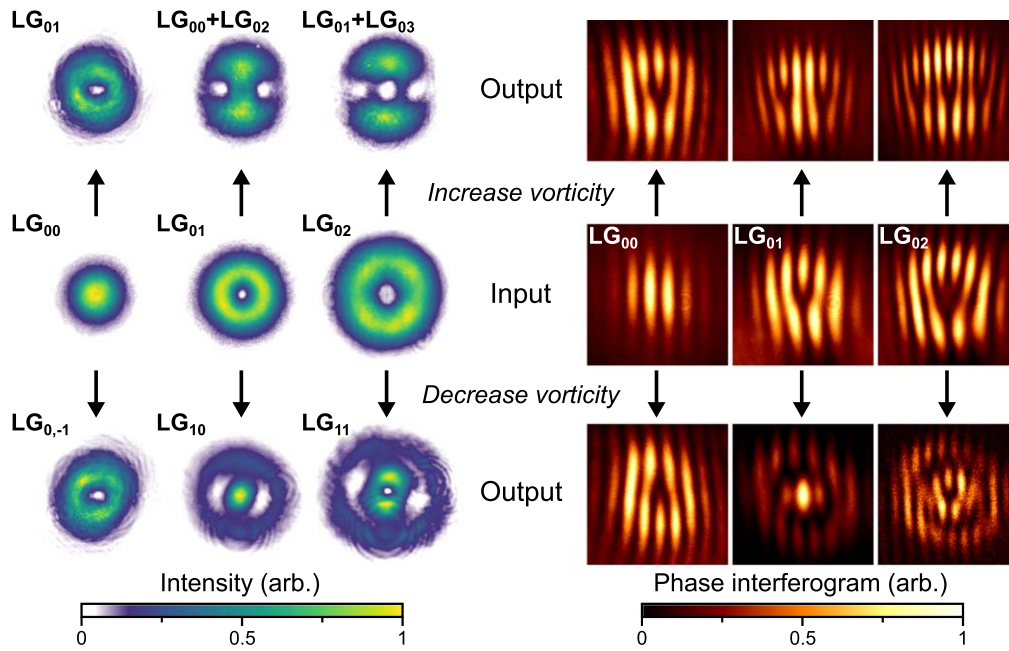 LG01 LG00+LG02 LG01+LG03
Output
Increase vorticity
LG00 LG01 LG02
Input
LG00 LG01 LG02
Decrease vorticity
LG0,-1 LG10 LG11
Output
Intensity (arb.)
0 0.5 1
Phase interferogram (arb.)
0 0.5 1